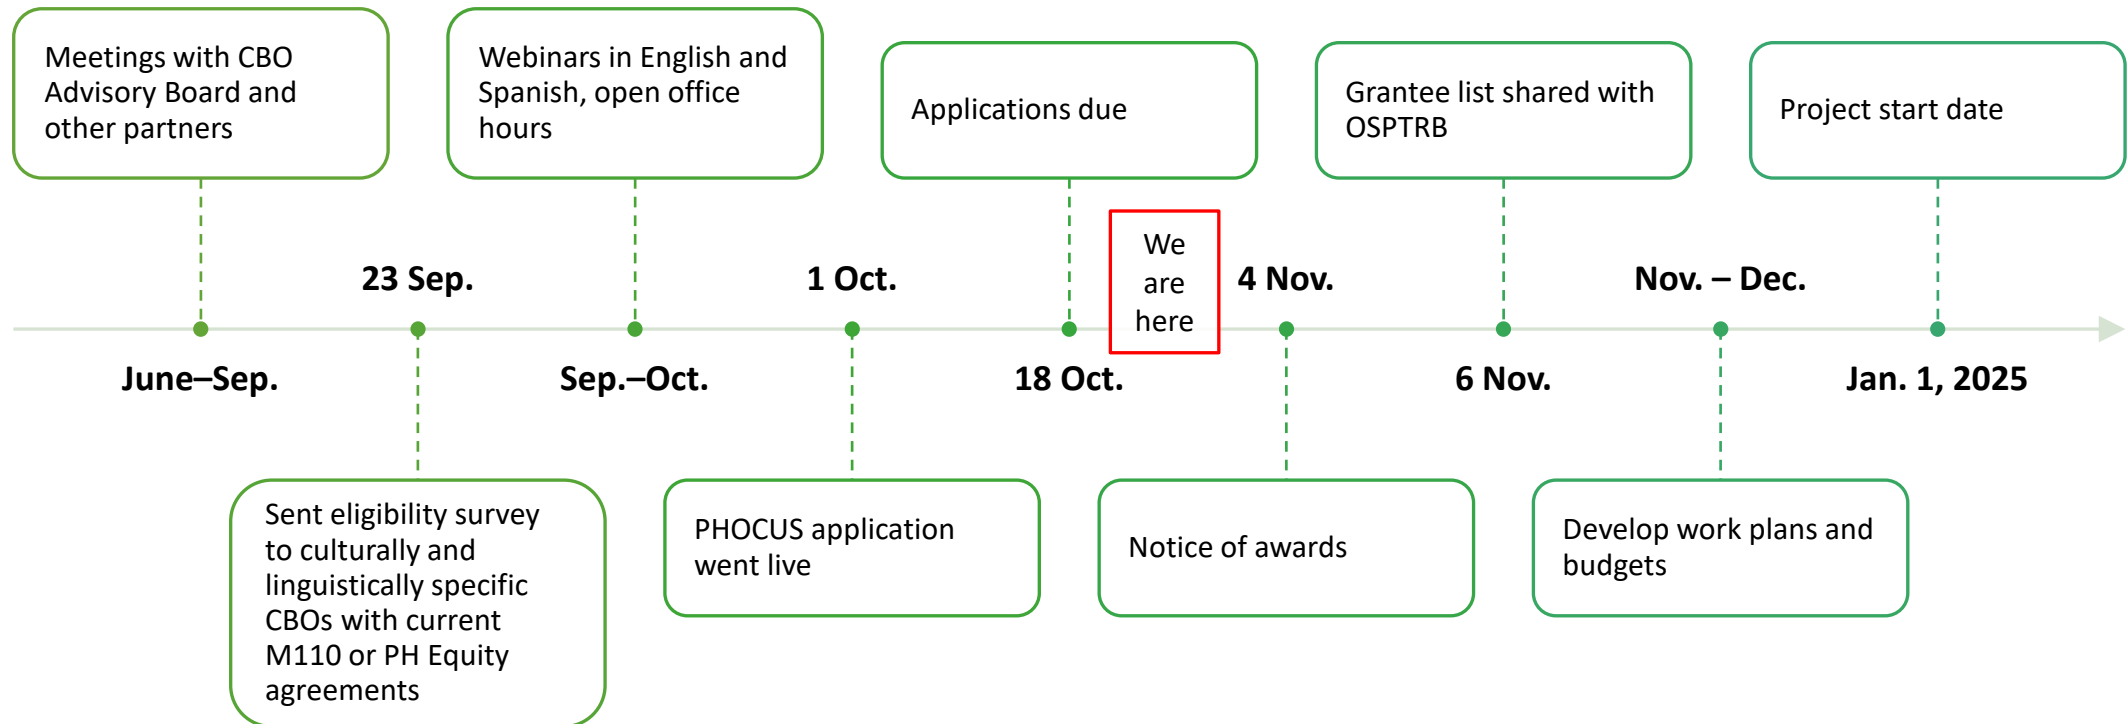 Meetings with CBO
Advisory Board and
other partners
Webinars in English and
Spanish, open office
hours
Applications due
Grantee list shared with
OSPTRB
Project start date
We
are
here
23 Sep.
1 Oct.
4 Nov.
Nov. – Dec.
June–Sep.
Sep.–Oct.
18 Oct.
6 Nov.
Jan. 1, 2025
Sent eligibility survey
to culturally and
linguistically specific
CBOs with current
M110 or PH Equity
agreements
PHOCUS application
went live
Notice of awards
Develop work plans and
budgets